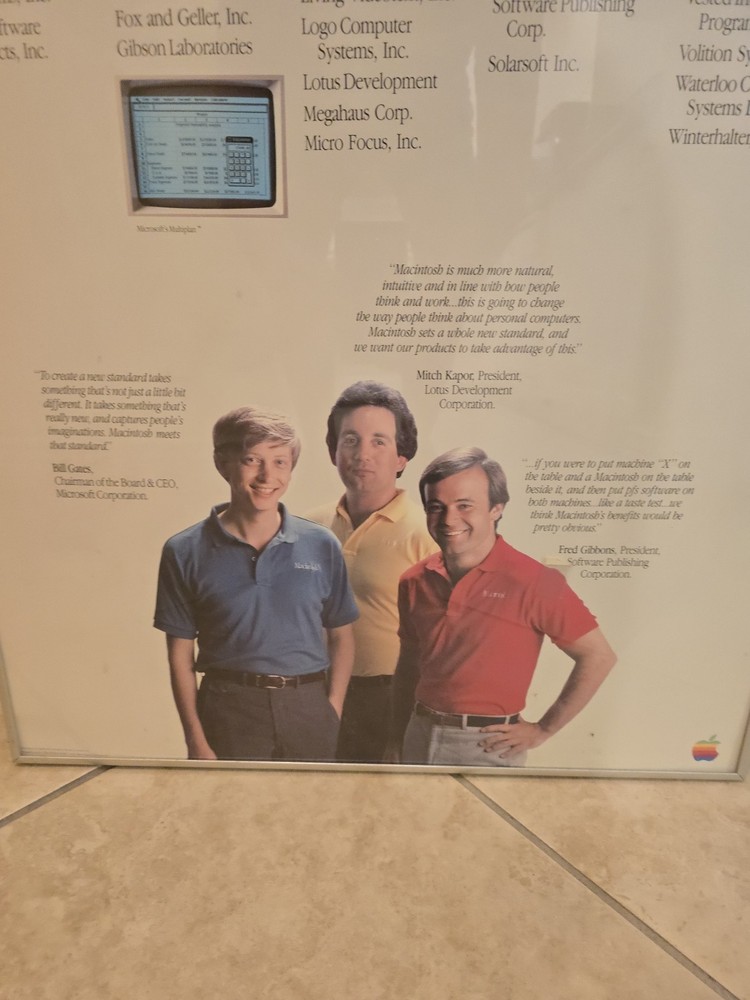 ftware
cts, Inc.
Fox and Geller, Inc.
Gibson Laboratories
Logo Computer
Systems, Inc.
Lotus Development
Megahaus Corp.
Micro Focus, Inc.
Software Publishing
Corp.
Solarsoft Inc.
Program
Volition Sy
Waterloo C
Systems I
Winterhalter
Microsoft's Multiplan™
"Macintosh is much more natural,
intuitive and in line with how people
think and work...this is going to change
the way people think about personal computers.
Macintosh sets a whole new standard, and
we want our products to take advantage of this."
Mitch Kapor, President,
Lotus Development
Corporation.
"To create a new standard takes
something that's not just a little bit
different. It takes something that's
really new, and captures people's
imaginations. Macintosh meets
that standard."
Bill Gates,
Chairman of the Board & CEO,
Microsoft Corporation.
"...if you were to put machine "X" on
the table and a Macintosh on the table
beside it, and then put pfs software on
both machines...like a taste test...we
think Macintosh's benefits would be
pretty obvious."
Fred Gibbons, President,
Software Publishing
Corporation.
Macintosh